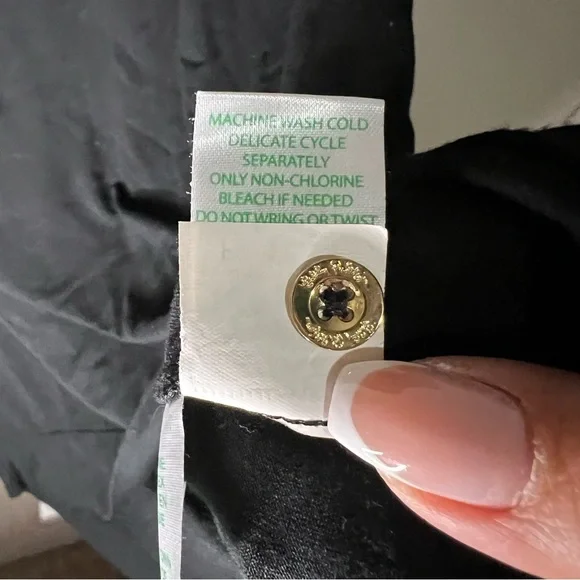 MACHINE WASH COLD
DELICATE CYCLE
SEPARATELY
ONLY NON-CHLORINE
BLEACH IF NEEDED
DO NOT WRING OR TWIST